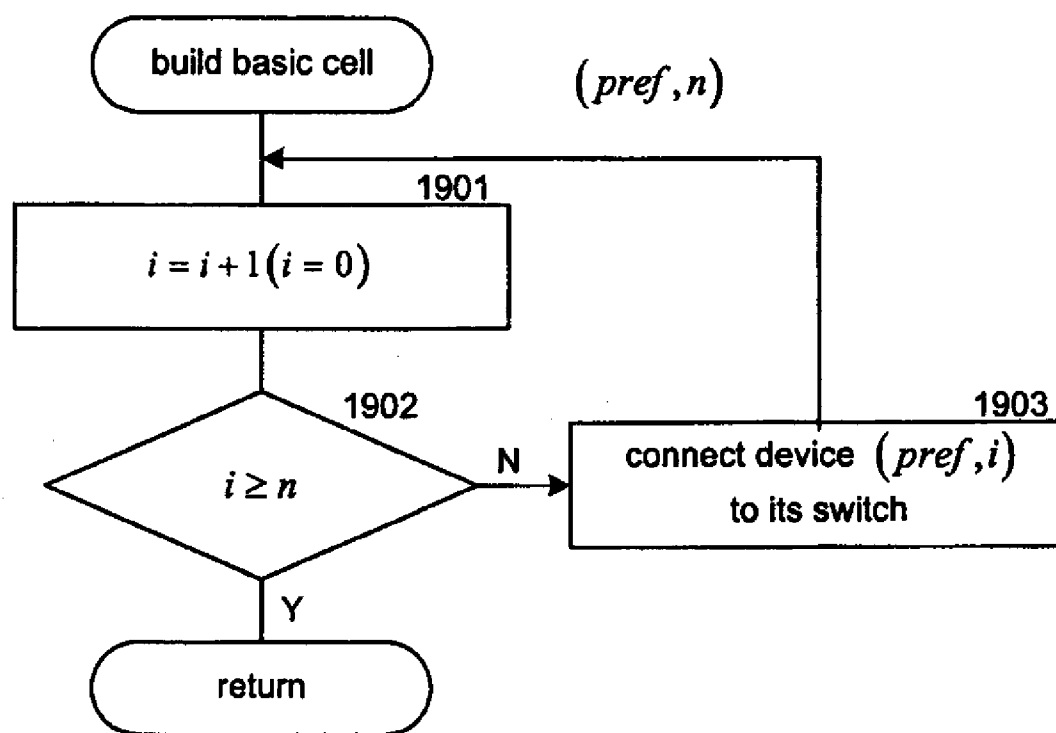 build basic cell
(pref, n)
1901
i = i + 1(i = 0)
1902
i ≥ n
N
1903
connect device (pref, i)
to its switch
Y
return